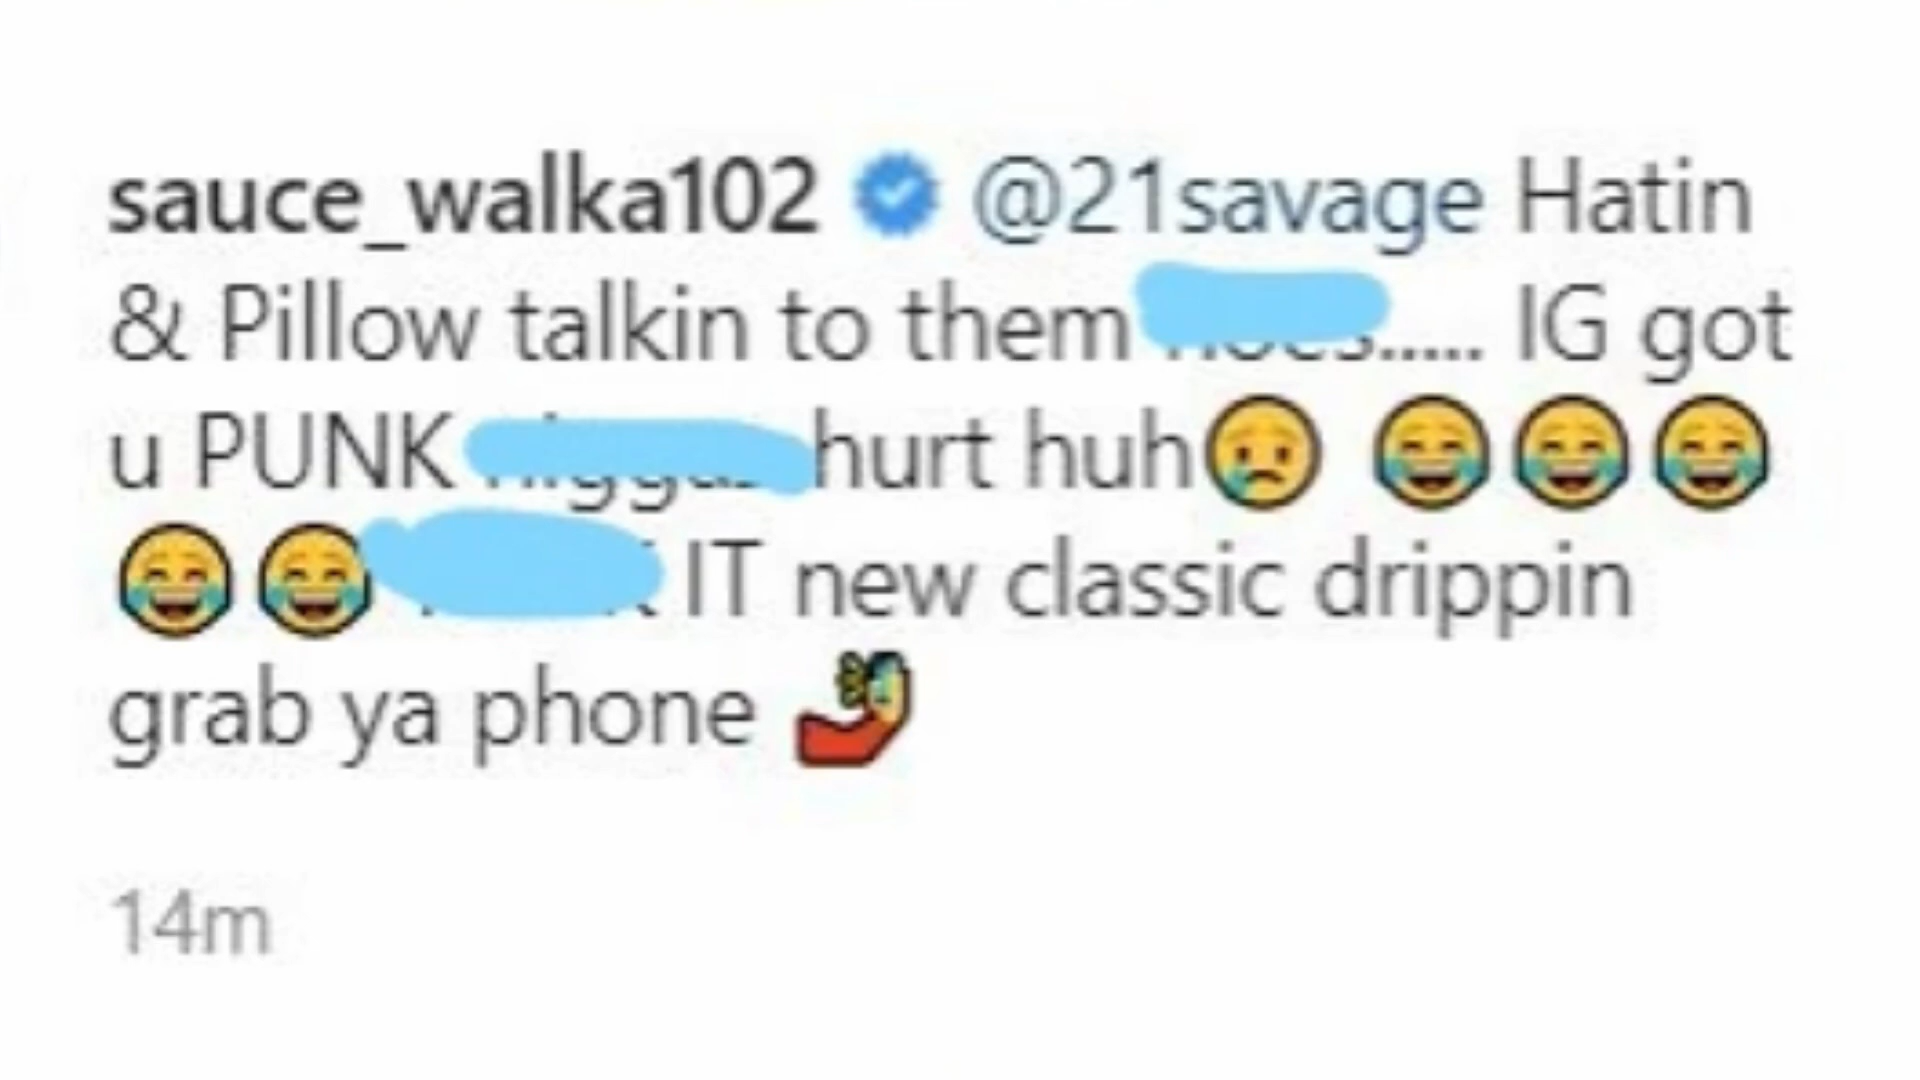 sauce_walka102 @21savage Hatin
& Pillow talkin to them ..... IG got
u PUNK hurt huh😢 😂😂😂
😂😂 IT new classic drippin
grab ya phone 🤳
14m